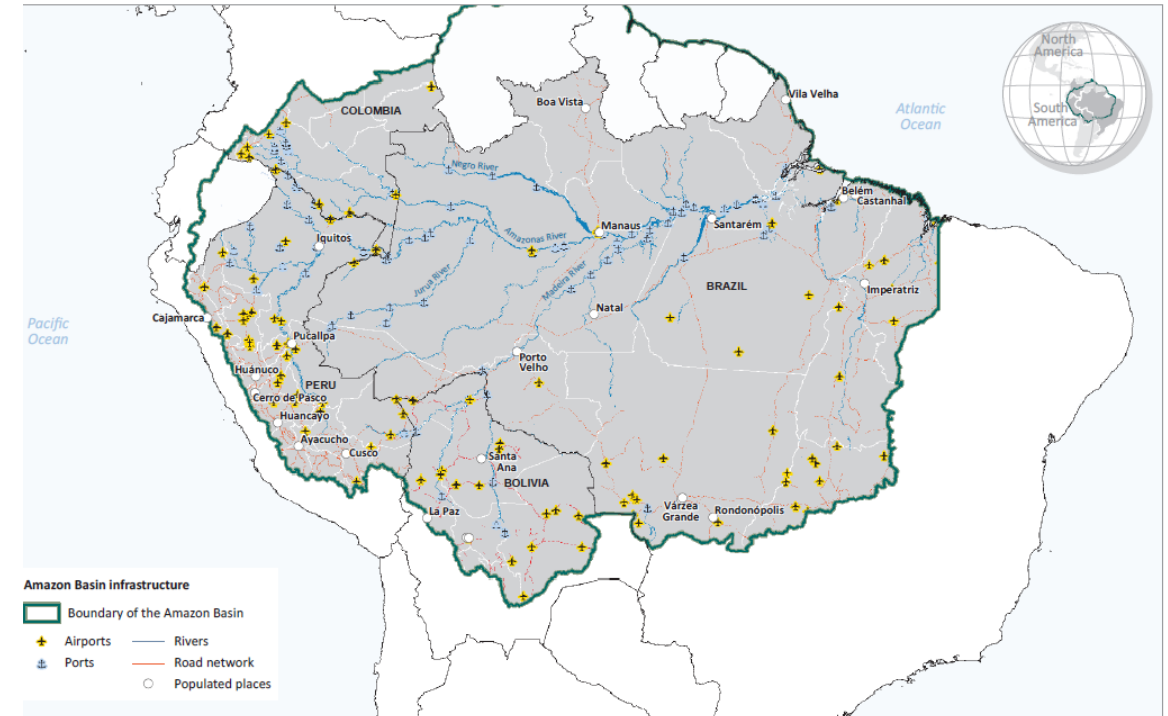 North
America
South
America
Atlantic
Ocean
Vila Velha
Boa Vista
COLOMBIA
Negro River
Belém
Castanhal
Manaus
Santarém
Amazonas River
Iquitos
Jurua River
Madeira River
BRAZIL
Imperatriz
Natal
Cajamarca
Pacific
Ocean
Pucallpa
Porto
Velho
Huánuco
PERU
Cerro de Pasco
Huancayo
Ayacucho
Cusco
Santa
Ana
BOLIVIA
La Paz
Várzea
Grande
Rondonópolis
Amazon Basin infrastructure
Boundary of the Amazon Basin
Airports
Rivers
Ports
Road network
Populated places